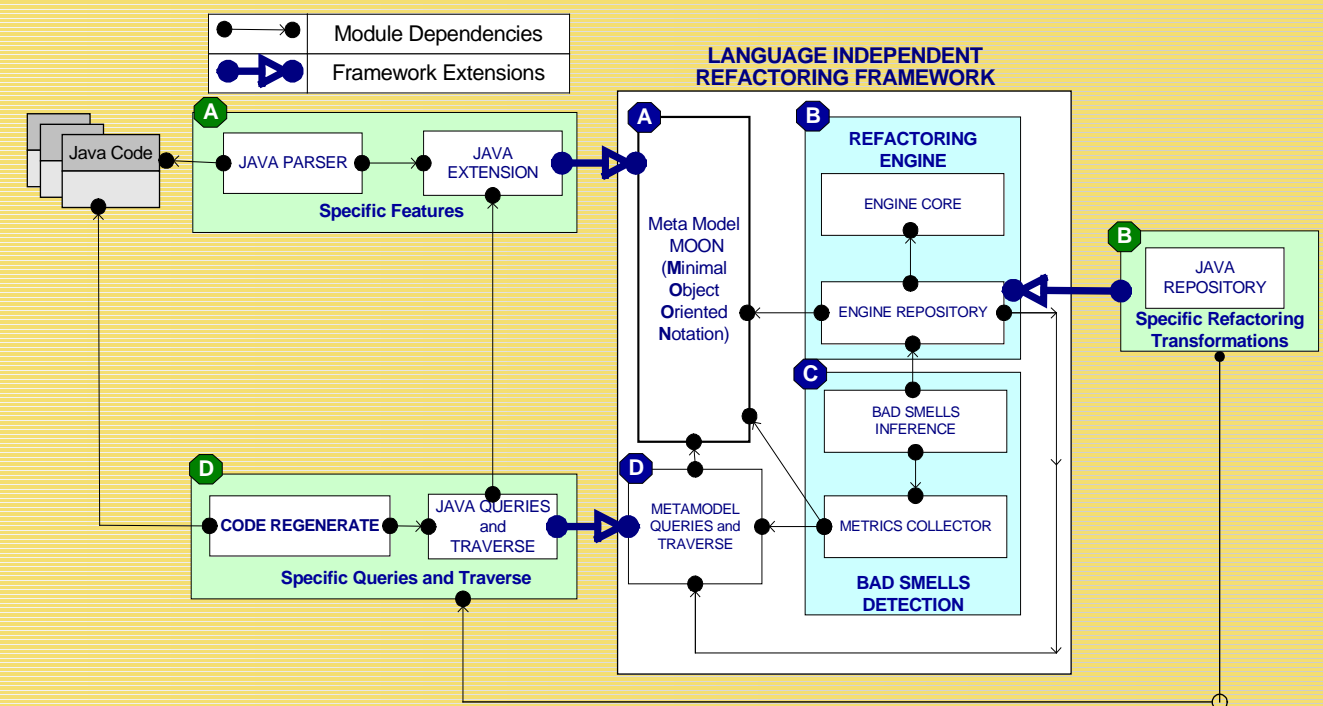 Module Dependencies
Framework Extensions
LANGUAGE INDEPENDENT
REFACTORING FRAMEWORK
A
Java Code
JAVA PARSER
JAVA
EXTENSION
Specific Features
A
Meta Model
MOON
(Minimal
Object
Oriented
Notation)
B
REFACTORING
ENGINE
ENGINE CORE
ENGINE REPOSITORY
B
JAVA
REPOSITORY
Specific Refactoring
Transformations
C
BAD SMELLS
INFERENCE
METRICS COLLECTOR
BAD SMELLS
DETECTION
D
CODE REGENERATE
JAVA QUERIES
and
TRAVERSE
Specific Queries and Traverse
D
METAMODEL
QUERIES and
TRAVERSE